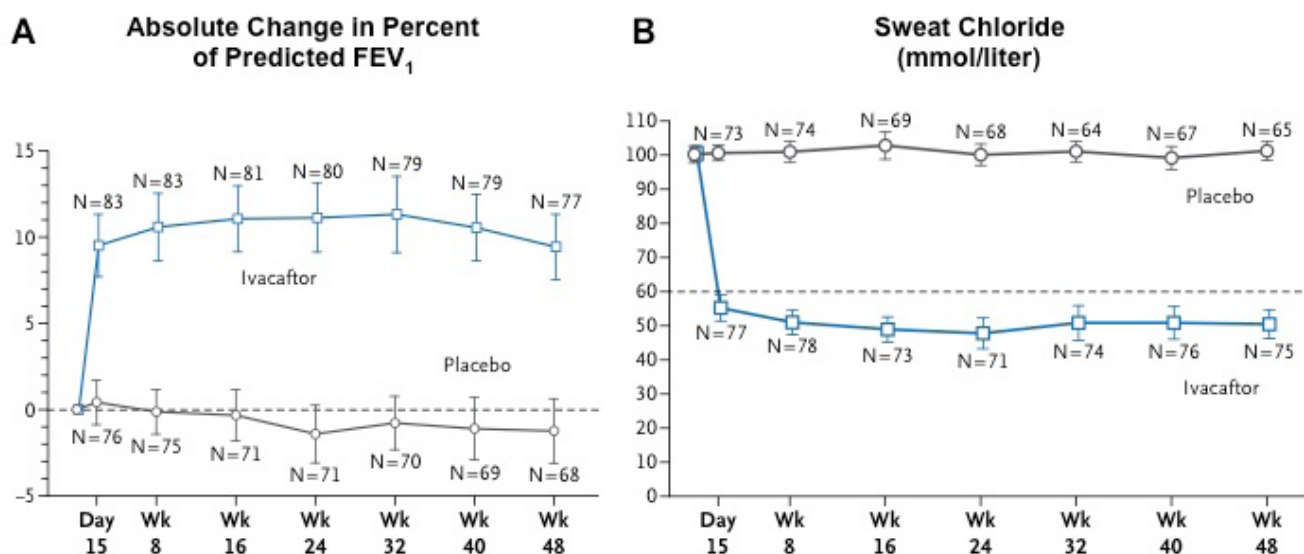 A
Absolute Change in Percent
of Predicted FEV₁
15
10
5
0
−5
N=83
N=83
N=81
N=80
N=79
N=79
N=77
Ivacaftor
Placebo
N=76
N=75
N=71
N=71
N=70
N=69
N=68
Day Wk Wk Wk Wk Wk Wk
15 8 16 24 32 40 48
B
Sweat Chloride
(mmol/liter)
110
100
90
80
70
60
50
40
30
20
10
0
N=73
N=74
N=69
N=68
N=64
N=67
N=65
Placebo
N=77
N=78
N=73
N=71
N=74
N=76
N=75
Ivacaftor
Day Wk Wk Wk Wk Wk Wk
15 8 16 24 32 40 48